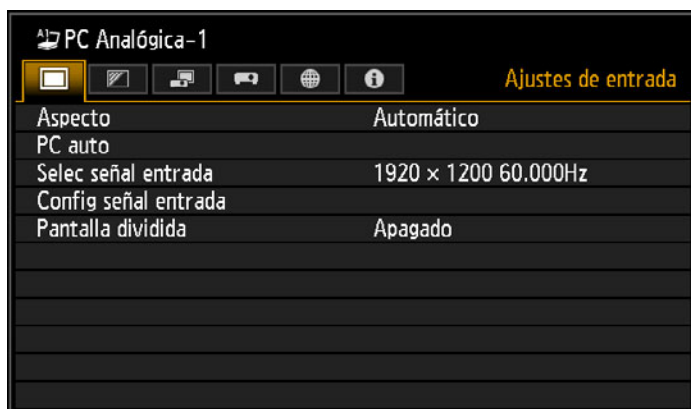 PC Analógica-1
Ajustes de entrada
Aspecto Automático
PC auto
Selec señal entrada 1920 × 1200 60.000Hz
Config señal entrada
Pantalla dividida Apagado